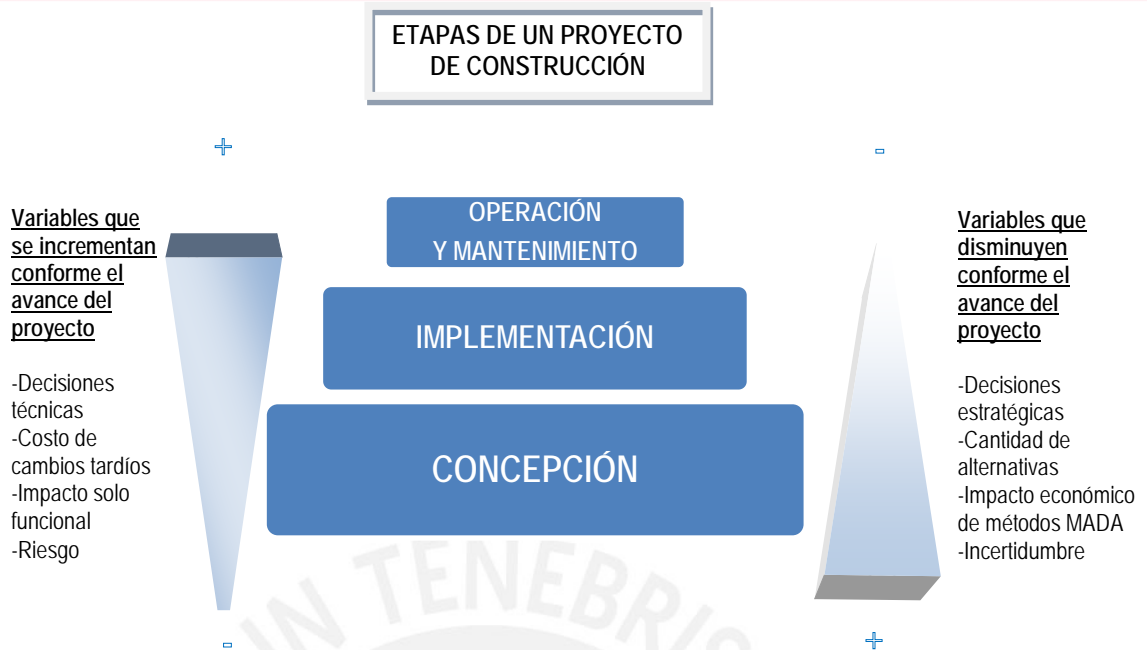 ETAPAS DE UN PROYECTO
DE CONSTRUCCIÓN
+
-
Variables que
se incrementan
conforme el
avance del
proyecto
-Decisiones
técnicas
-Costo de
cambios tardíos
-Impacto solo
funcional
-Riesgo
-
OPERACIÓN
Y MANTENIMIENTO
IMPLEMENTACIÓN
CONCEPCIÓN
Variables que
disminuyen
conforme el
avance del
proyecto
-Decisiones
estratégicas
-Cantidad de
alternativas
-Impacto económico
de métodos MADA
-Incertidumbre
+
TENEBRIS